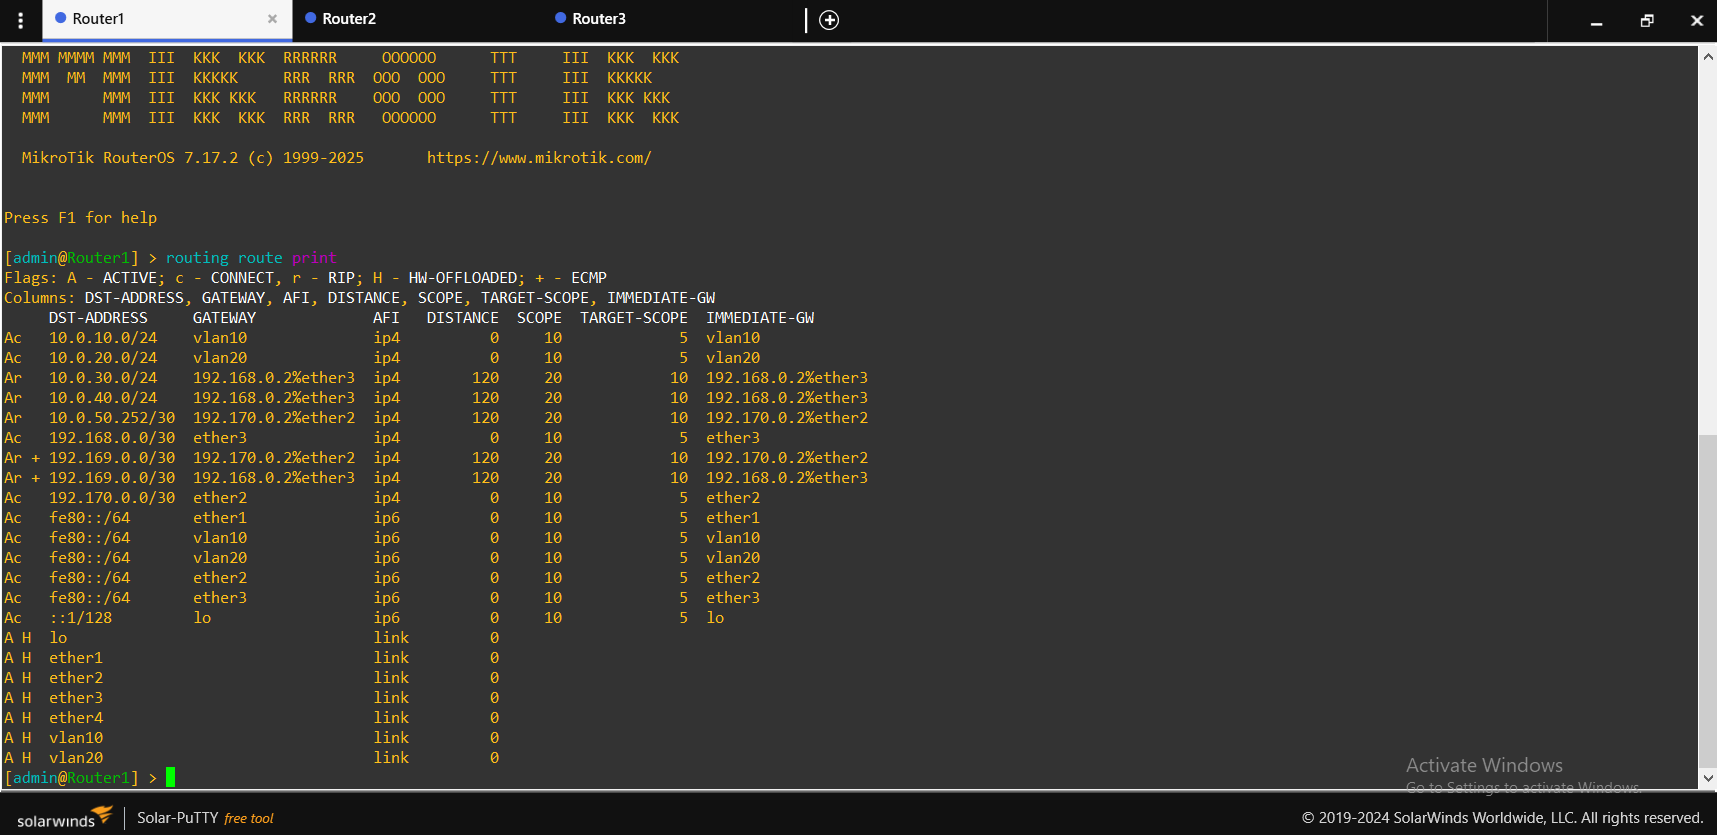 Router1 × Router2 Router3
MMM MMMM MMM  III  KKK  KKK  RRRRRR     OOOOOO      TTT     III  KKK  KKK
MMM  MM  MMM  III  KKKKK     RRR  RRR  OOO  OOO     TTT     III  KKKKK
MMM      MMM  III  KKK KKK   RRRRRR    OOO  OOO     TTT     III  KKK KKK
MMM      MMM  III  KKK  KKK  RRR  RRR   OOOOOO      TTT     III  KKK  KKK
MikroTik RouterOS 7.17.2 (c) 1999-2025       https://www.mikrotik.com/
Press F1 for help
[admin@Router1] > routing route print
Flags: A - ACTIVE; c - CONNECT, r - RIP; H - HW-OFFLOADED; + - ECMP
Columns: DST-ADDRESS, GATEWAY, AFI, DISTANCE, SCOPE, TARGET-SCOPE, IMMEDIATE-GW
     DST-ADDRESS     GATEWAY             AFI   DISTANCE  SCOPE  TARGET-SCOPE  IMMEDIATE-GW
Ac   10.0.10.0/24    vlan10              ip4          0     10             5  vlan10
Ac   10.0.20.0/24    vlan20              ip4          0     10             5  vlan20
Ar   10.0.30.0/24    192.168.0.2%ether3  ip4        120     20            10  192.168.0.2%ether3
Ar   10.0.40.0/24    192.168.0.2%ether3  ip4        120     20            10  192.168.0.2%ether3
Ar   10.0.50.252/30  192.170.0.2%ether2  ip4        120     20            10  192.170.0.2%ether2
Ac   192.168.0.0/30  ether3              ip4          0     10             5  ether3
Ar + 192.169.0.0/30  192.170.0.2%ether2  ip4        120     20            10  192.170.0.2%ether2
Ar + 192.169.0.0/30  192.168.0.2%ether3  ip4        120     20            10  192.168.0.2%ether3
Ac   192.170.0.0/30  ether2              ip4          0     10             5  ether2
Ac   fe80::/64       ether1              ip6          0     10             5  ether1
Ac   fe80::/64       vlan10              ip6          0     10             5  vlan10
Ac   fe80::/64       vlan20              ip6          0     10             5  vlan20
Ac   fe80::/64       ether2              ip6          0     10             5  ether2
Ac   fe80::/64       ether3              ip6          0     10             5  ether3
Ac   ::1/128         lo                  ip6          0     10             5  lo
A H  lo                                  link         0
A H  ether1                              link         0
A H  ether2                              link         0
A H  ether3                              link         0
A H  ether4                              link         0
A H  vlan10                              link         0
A H  vlan20                              link         0
[admin@Router1] >
Activate Windows
Go to Settings to activate Windows.
solarwinds Solar-PuTTY free tool © 2019-2024 SolarWinds Worldwide, LLC. All rights reserved.